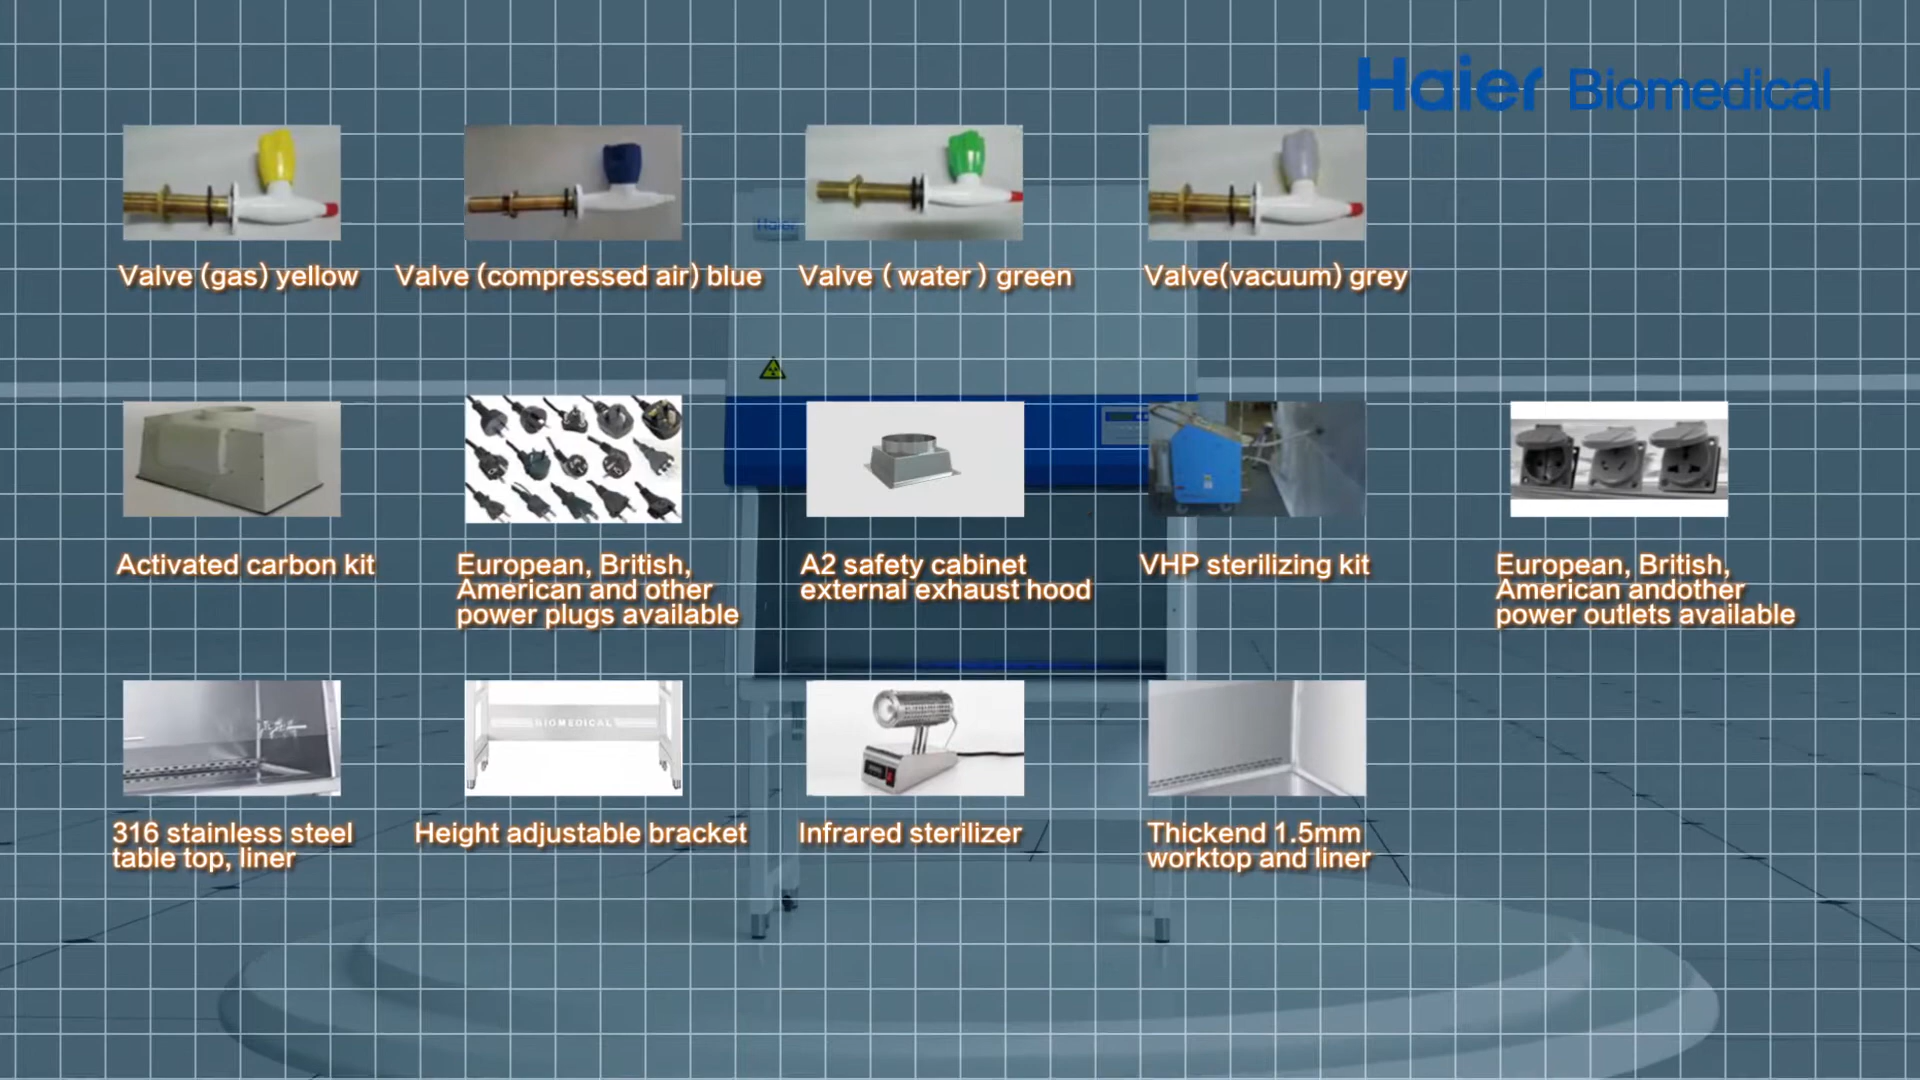 Haier Biomedical
Haier
Valve (gas) yellow
Valve (compressed air) blue
Valve ( water ) green
Valve(vacuum) grey
Activated carbon kit
European, British,
American and other
power plugs available
A2 safety cabinet
external exhaust hood
VHP sterilizing kit
European, British,
American andother
power outlets available
BIOMEDICAL
316 stainless steel
table top, liner
Height adjustable bracket
Infrared sterilizer
Thickend 1.5mm
worktop and liner